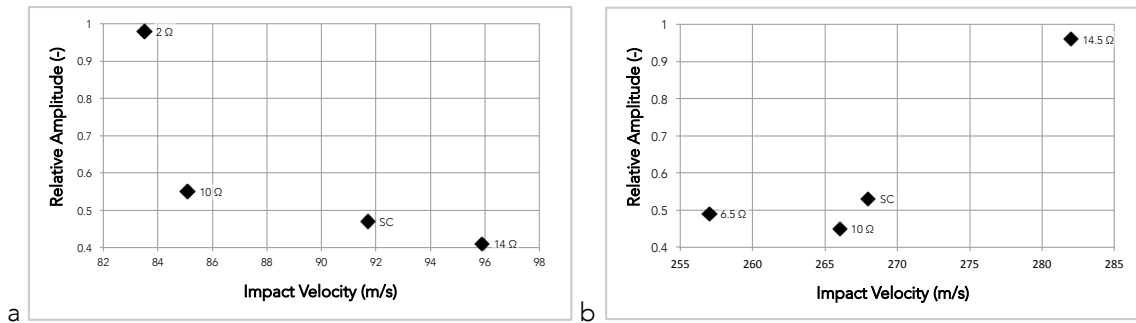 Relative Amplitude (-)
1
0.9
0.8
0.7
0.6
0.5
0.4
2 Ω
10 Ω
SC
14 Ω
82 84 86 88 90 92 94 96 98
Impact Velocity (m/s)
a
Relative Amplitude (-)
1
0.9
0.8
0.7
0.6
0.5
0.4
14.5 Ω
SC
6.5 Ω
10 Ω
255 260 265 270 275 280 285
Impact Velocity (m/s)
b